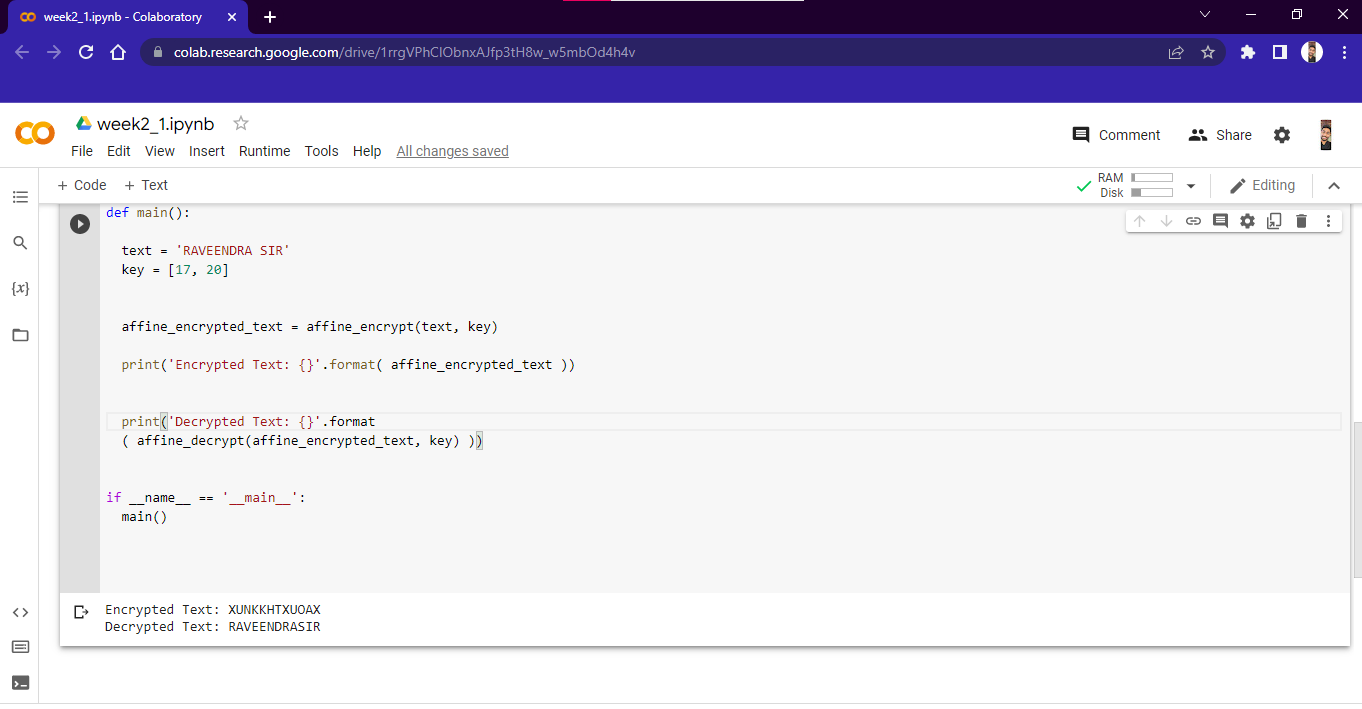 week2_1.ipynb - Colaboratory
colab.research.google.com/drive/1rrgVPhClObnxAJfp3tH8w_w5mbOd4h4v
week2_1.ipynb
Comment Share
File Edit View Insert Runtime Tools Help All changes saved
+ Code + Text
RAM
Disk
Editing
def main():
text = 'RAVEENDRA SIR'
key = [17, 20]
affine_encrypted_text = affine_encrypt(text, key)
print('Encrypted Text: {}'.format( affine_encrypted_text ))
print('Decrypted Text: {}'.format
( affine_decrypt(affine_encrypted_text, key) ))
if __name__ == '__main__':
main()
Encrypted Text: XUNKKHTXUOAX
Decrypted Text: RAVEENDRASIR